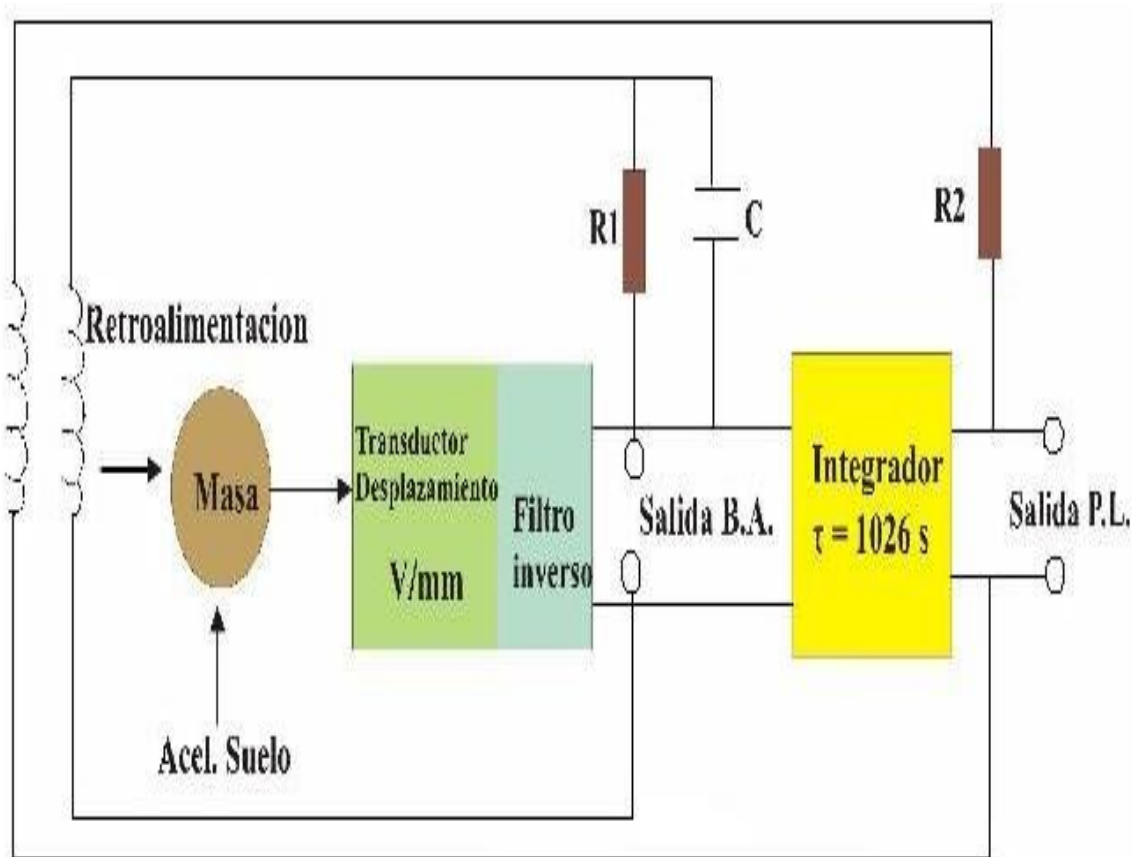 R1
C
R2
Retroalimentacion
Masa
Acel. Suelo
Transductor
Desplazamiento
V/mm
Filtro
inverso
Salida B.A.
Integrador
τ = 1026 s
Salida P.L.